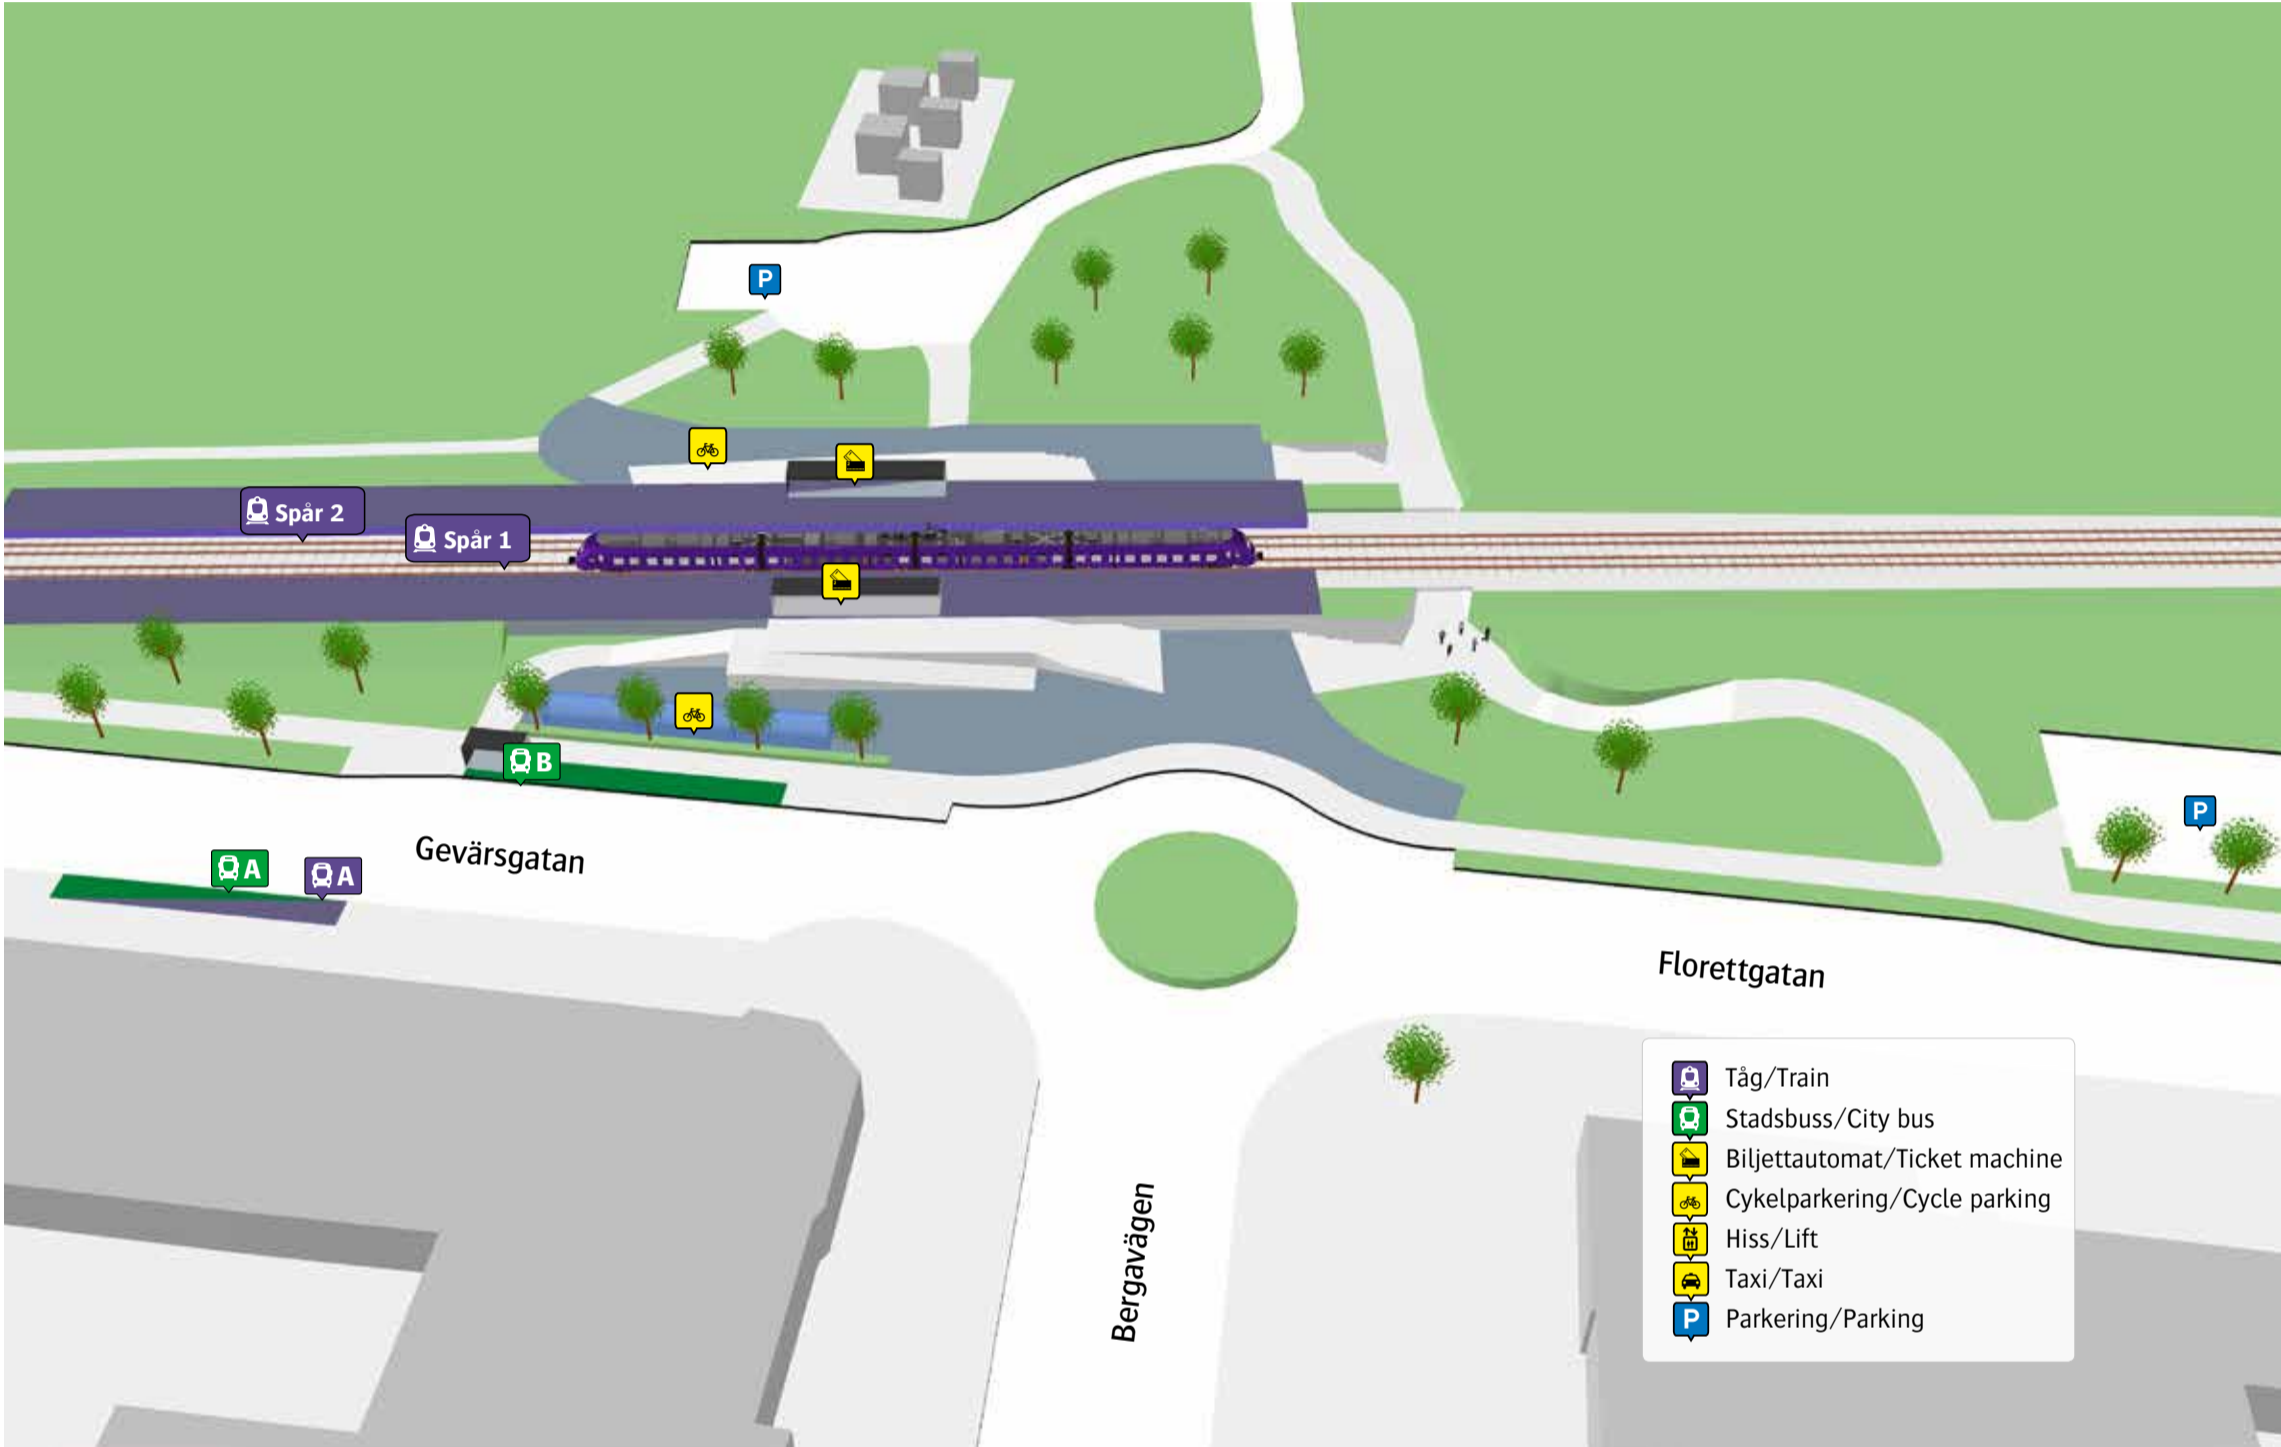 P
Spår 2
Spår 1
B
Gevärsgatan
A
A
P
Florettgatan
Bergavägen
Tåg/Train
Stadsbuss/City bus
Biljettautomat/Ticket machine
Cykelparkering/Cycle parking
Hiss/Lift
Taxi/Taxi
P Parkering/Parking